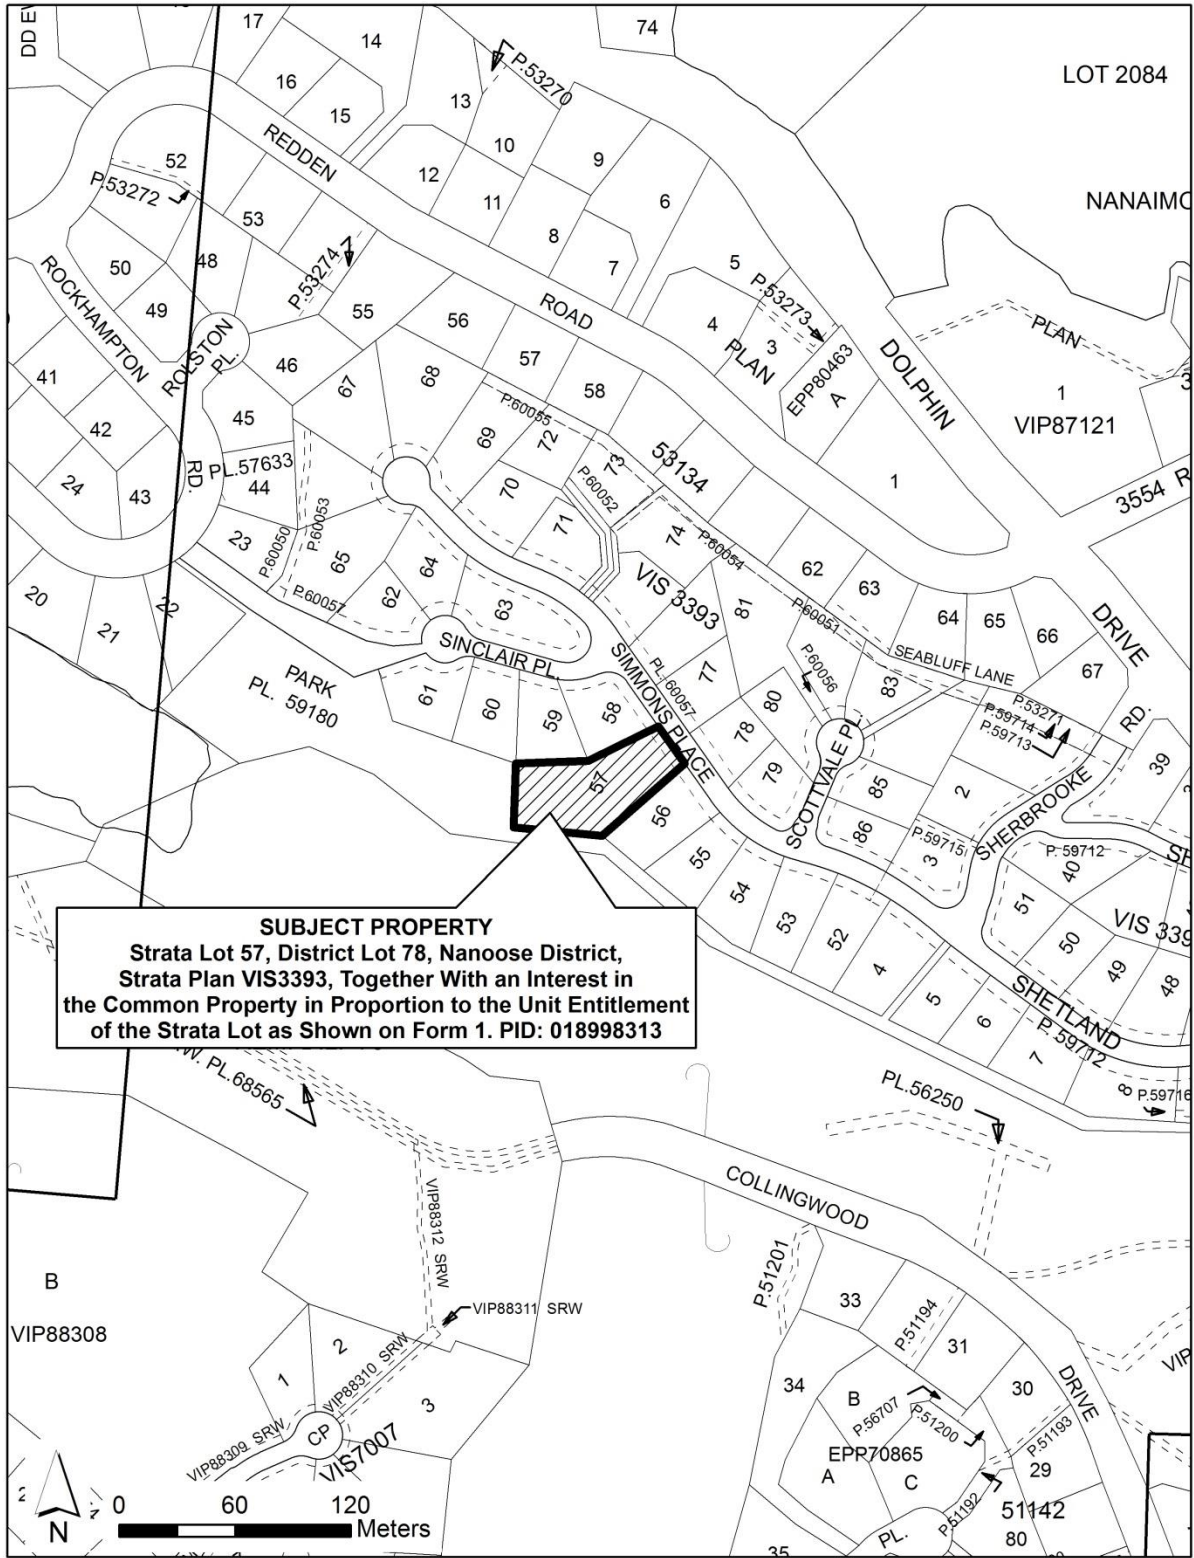 DD E
17
14
74
LOT 2084
16
15
13
P.53270
REDDEN
10
9
NANAIMO
52
P.53272
12
11
6
53
8
5
P.53274
7
50
48
49
55
P.53273
ROCKHAMPTON
ROLSTON
PL.
56
ROAD
4
3
PLAN
EPP80463
A
DOLPHIN
PLAN
1
VIP87121
41
46
67
68
57
58
42
45
P.60055
69
72
73
53134
3554 R
24
43
RD.
PL.57633
44
70
P.60052
1
23
P.60050
P.60053
65
71
74
P.60054
VIS 3393
62
63
20
21
22
P.60057
62
64
63
81
P.60051
64
65
66
DRIVE
SINCLAIR PL.
SIMMONS PLACE
PL. 60057
77
P.60056
SEABLUFF LANE
67
PARK
PL. 59180
61
60
59
58
80
78
83
P.53271
P.59714
P.59713
RD.
57
79
SCOTTVALE PL.
85
2
SHERBROOKE
39
56
86
P.59715
3
P. 59712
40
SH
55
54
51
VIS 339
53
52
50
4
49
48
SUBJECT PROPERTY
Strata Lot 57, District Lot 78, Nanoose District,
Strata Plan VIS3393, Together With an Interest in
the Common Property in Proportion to the Unit Entitlement
of the Strata Lot as Shown on Form 1. PID: 018998313
5
6
7
SHETLAND
P. 59712
8
P.59716
W. PL.68565
PL.56250
COLLINGWOOD
VIP88312 SRW
B
VIP88308
VIP88311 SRW
P.51201
33
P.51194
31
2
1
VIP88310 SRW
3
VIP
34
30
DRIVE
B
P.56707
P.51200
P.51193
CP
VIP88309 SRW
VIS7007
EPP70865
A
C
29
P.51192
51142
80
PL.
35
N
0 60 120
Meters